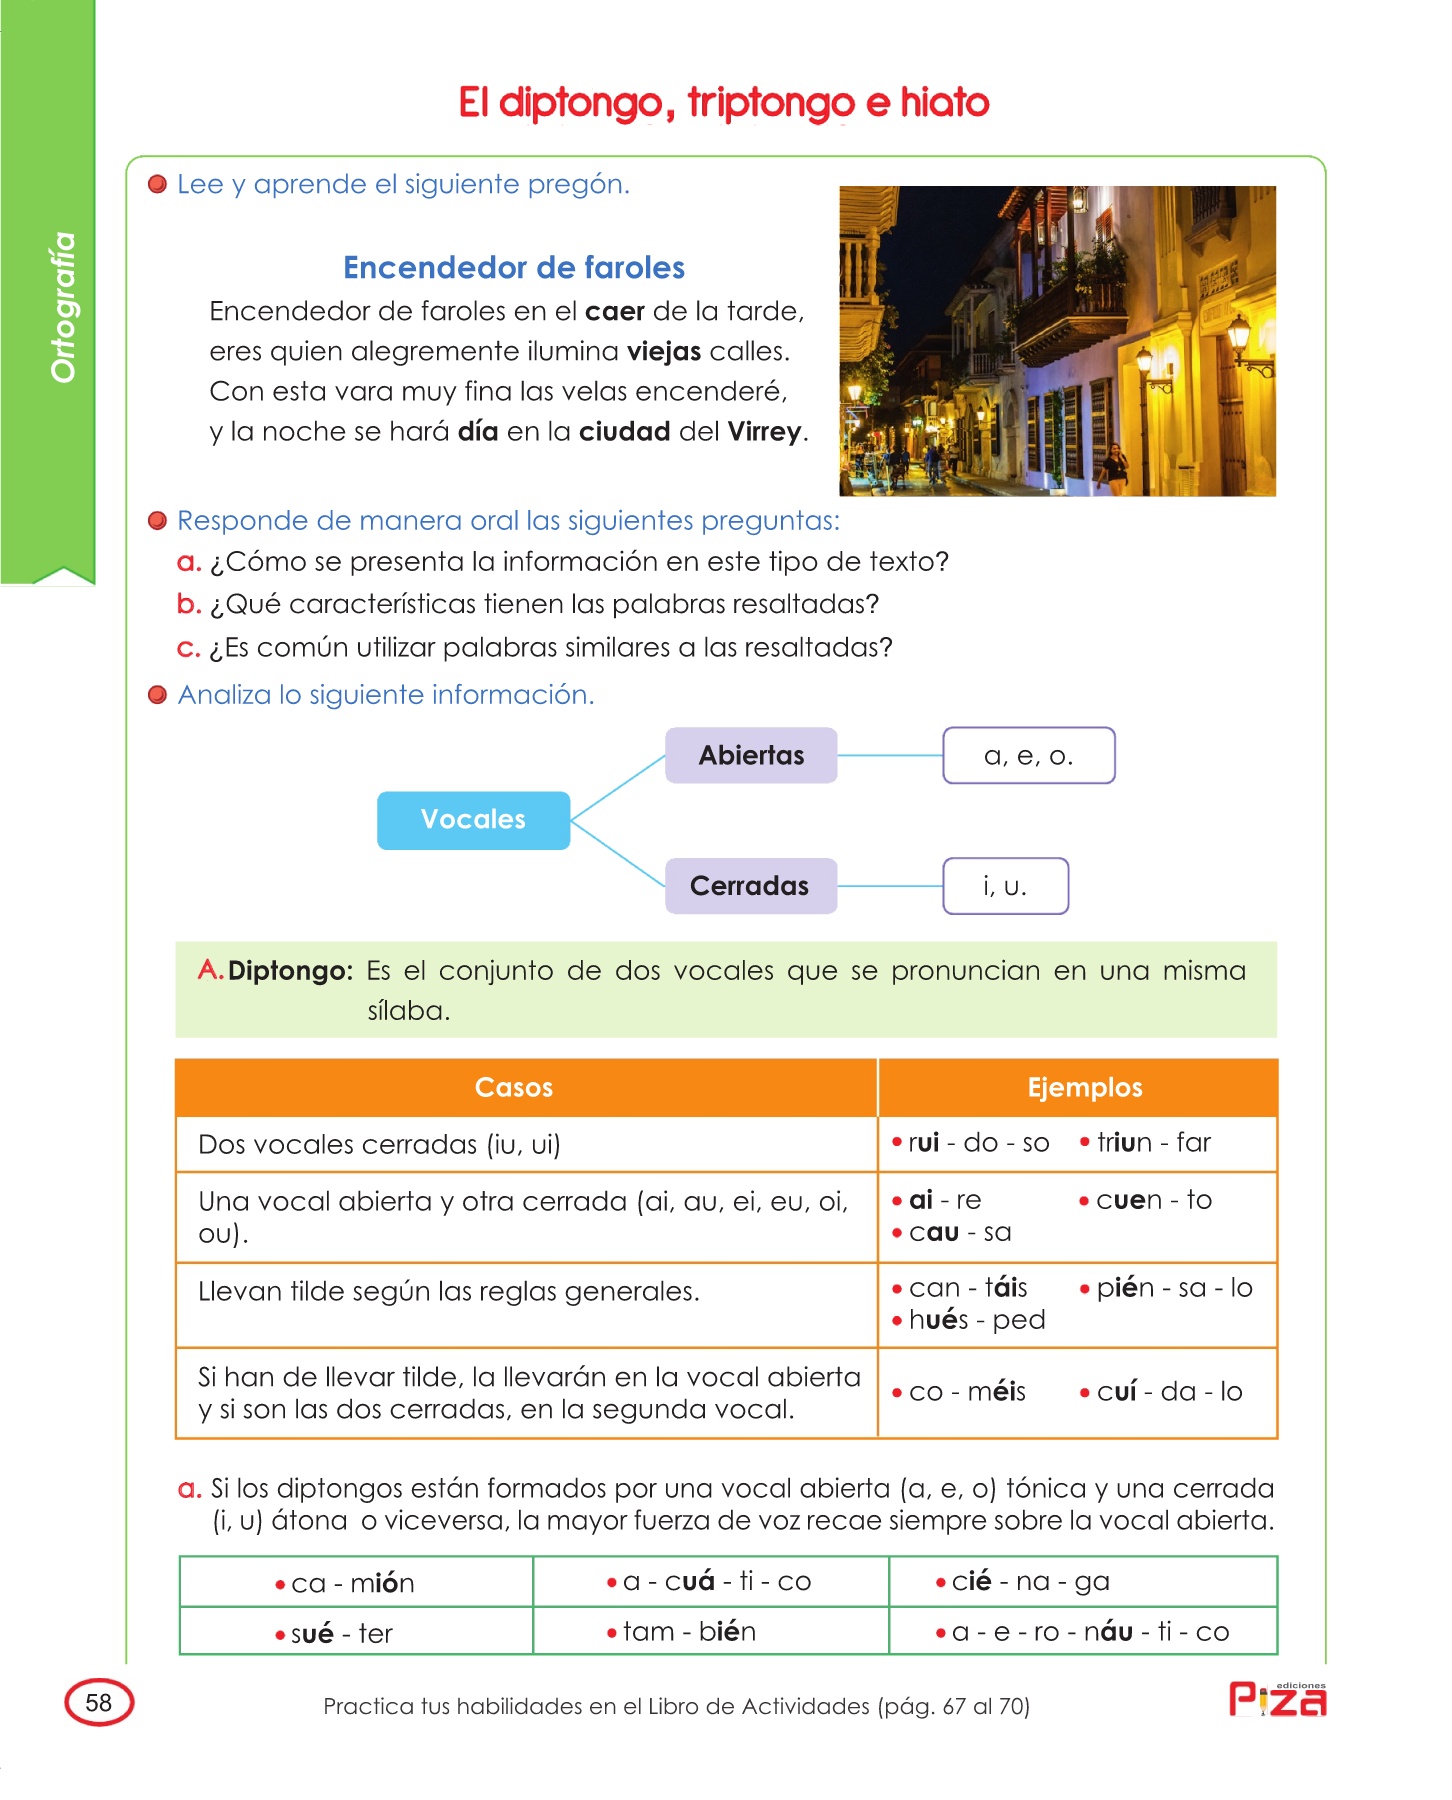 Ortografía
El diptongo, triptongo e hiato
Lee y aprende el siguiente pregón.
Encendedor de faroles
Encendedor de faroles en el caer de la tarde,
eres quien alegremente ilumina viejas calles.
Con esta vara muy fina las velas encenderé,
y la noche se hará día en la ciudad del Virrey.
Responde de manera oral las siguientes preguntas:
a. ¿Cómo se presenta la información en este tipo de texto?
b. ¿Qué características tienen las palabras resaltadas?
c. ¿Es común utilizar palabras similares a las resaltadas?
Analiza lo siguiente información.
Vocales
Abiertas
a, e, o.
Cerradas
i, u.
A. Diptongo: Es el conjunto de dos vocales que se pronuncian en una misma
sílaba.
Casos
Ejemplos
Dos vocales cerradas (iu, ui)
• rui - do - so • triun - far
Una vocal abierta y otra cerrada (ai, au, ei, eu, oi,
ou).
• ai - re • cuen - to
• cau - sa
Llevan tilde según las reglas generales.
• can - táis • pién - sa - lo
• hués - ped
Si han de llevar tilde, la llevarán en la vocal abierta
y si son las dos cerradas, en la segunda vocal.
• co - méis • cuí - da - lo
a. Si los diptongos están formados por una vocal abierta (a, e, o) tónica y una cerrada
(i, u) átona o viceversa, la mayor fuerza de voz recae siempre sobre la vocal abierta.
• ca - mión • a - cuá - ti - co • cié - na - ga
• sué - ter • tam - bién • a - e - ro - náu - ti - co
58
Practica tus habilidades en el Libro de Actividades (pág. 67 al 70)
ediciones
Piza